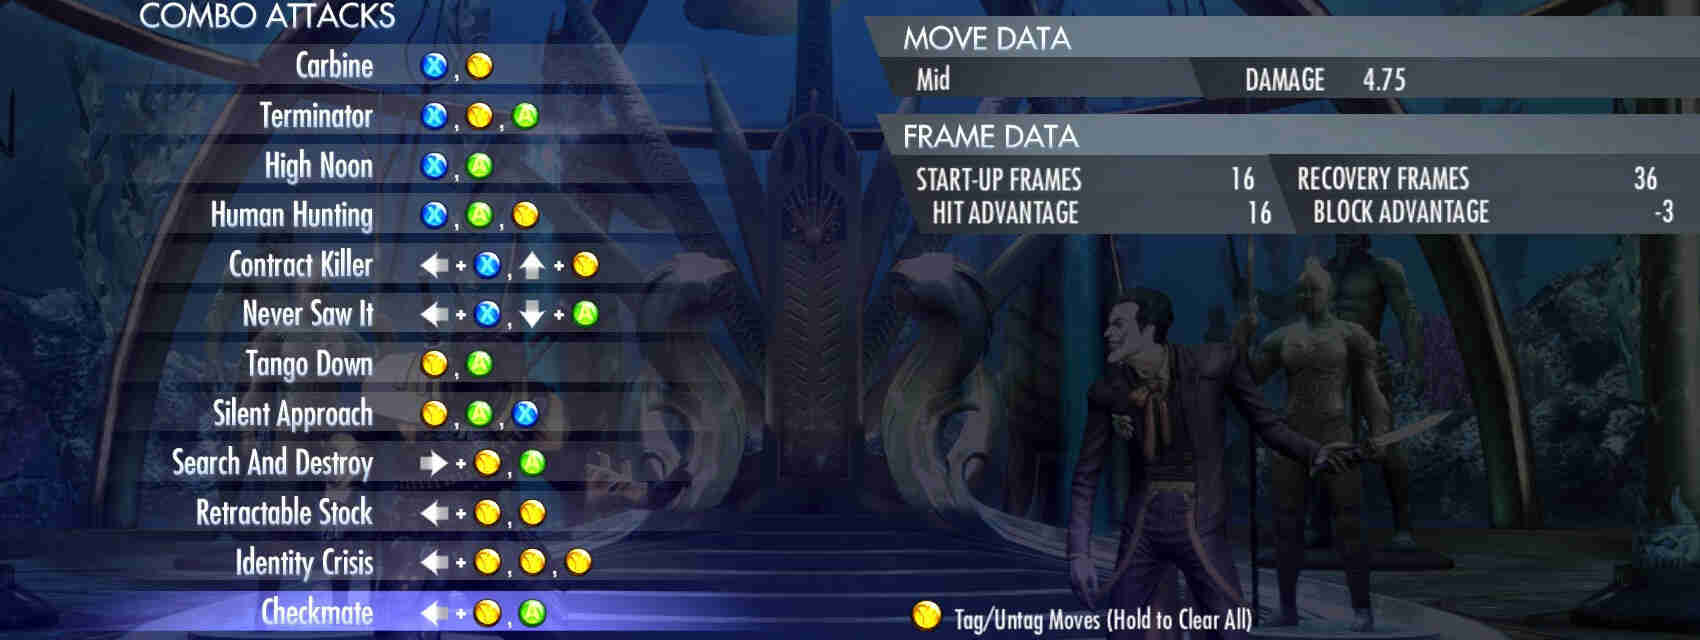 COMBO ATTACKS
Carbine X , Y
Terminator X , Y , A
High Noon X , A
Human Hunting X , A , Y
Contract Killer ← + X , ↑ + Y
Never Saw It ← + X , ↓ + A
Tango Down Y , A
Silent Approach Y , A , X
Search And Destroy → + Y , A
Retractable Stock ← + Y , Y
Identity Crisis ← + Y , Y , Y
Checkmate ← + Y , A
MOVE DATA
Mid DAMAGE 4.75
FRAME DATA
START-UP FRAMES 16 RECOVERY FRAMES 36
HIT ADVANTAGE 16 BLOCK ADVANTAGE -3
Y Tag/Untag Moves (Hold to Clear All)